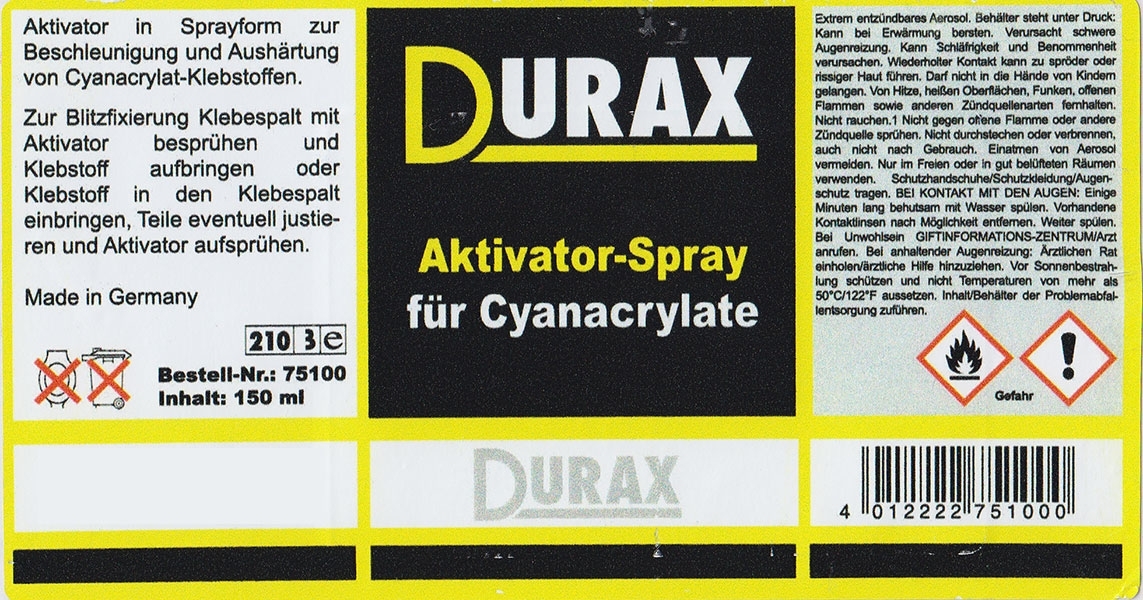 Aktivator in Sprayform zur
Beschleunigung und Aushärtung
von Cyanacrylat-Klebstoffen.
Zur Blitzfixierung Klebespalt mit
Aktivator besprühen und
Klebstoff aufbringen oder
Klebstoff in den Klebespalt
einbringen, Teile eventuell justie-
ren und Aktivator aufsprühen.
Made in Germany
210 3 e
Bestell-Nr.: 75100
Inhalt: 150 ml
DURAX
Aktivator-Spray
für Cyanacrylate
Extrem entzündbares Aerosol. Behälter steht unter Druck:
Kann bei Erwärmung bersten. Verursacht schwere
Augenreizung. Kann Schläfrigkeit und Benommenheit
verursachen. Wiederholter Kontakt kann zu spröder oder
rissiger Haut führen. Darf nicht in die Hände von Kindern
gelangen. Von Hitze, heißen Oberflächen, Funken, offenen
Flammen sowie anderen Zündquellenarten fernhalten.
Nicht rauchen.1 Nicht gegen offene Flamme oder andere
Zündquelle sprühen. Nicht durchstechen oder verbrennen,
auch nicht nach Gebrauch. Einatmen von Aerosol
vermeiden. Nur im Freien oder in gut belüfteten Räumen
verwenden. Schutzhandschuhe/Schutzkleidung/Augen-
schutz tragen. BEI KONTAKT MIT DEN AUGEN: Einige
Minuten lang behutsam mit Wasser spülen. Vorhandene
Kontaktlinsen nach Möglichkeit entfernen. Weiter spülen.
Bei Unwohlsein GIFTINFORMATIONS-ZENTRUM/Arzt
anrufen. Bei anhaltender Augenreizung: Ärztlichen Rat
einholen/ärztliche Hilfe hinzuziehen. Vor Sonnenbestrah-
lung schützen und nicht Temperaturen von mehr als
50°C/122°F aussetzen. Inhalt/Behälter der Problemabfal-
lentsorgung zuführen.
Gefahr
DURAX
4 012222 751000